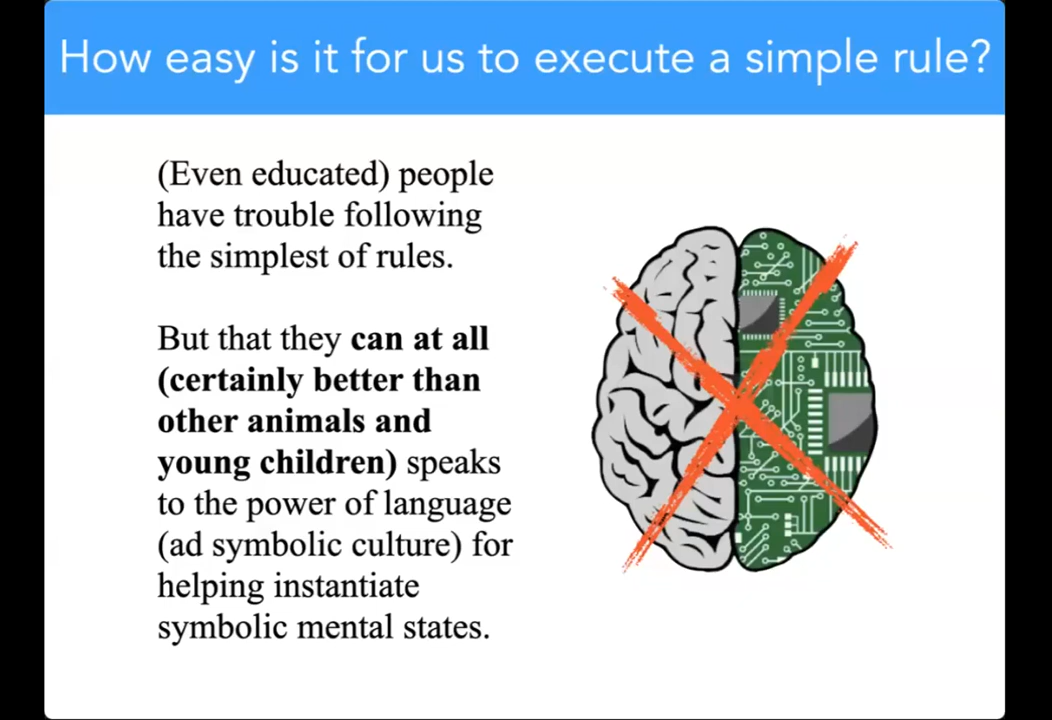 How easy is it for us to execute a simple rule?
(Even educated) people
have trouble following
the simplest of rules.
But that they can at all
(certainly better than
other animals and
young children) speaks
to the power of language
(ad symbolic culture) for
helping instantiate
symbolic mental states.